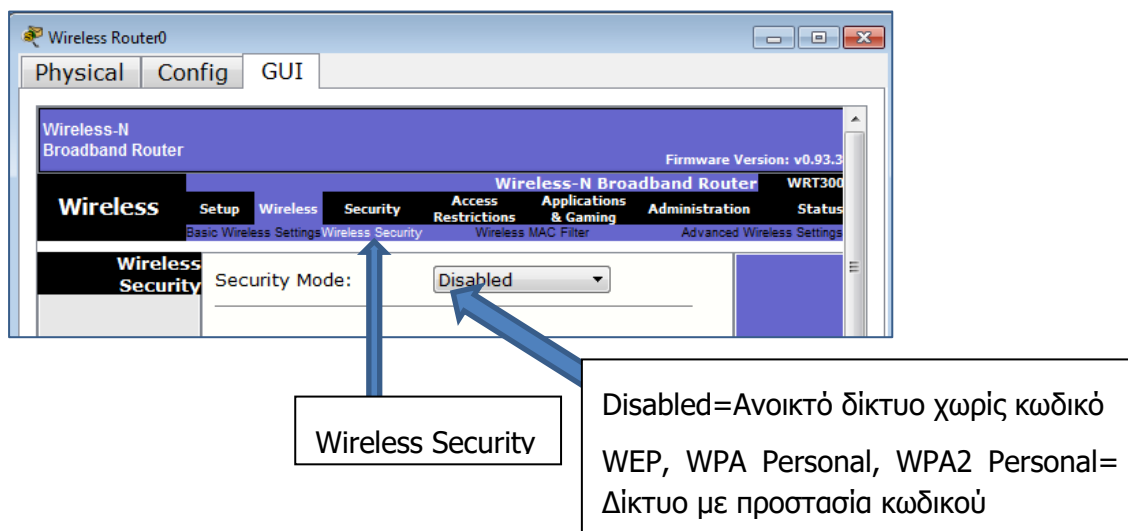 Wireless Router0
Physical Config GUI
Wireless-N
Broadband Router
Firmware Version: v0.93.3
Wireless-N Broadband Router WRT300
Wireless
Setup Wireless Security Access Restrictions Applications & Gaming Administration Status
Basic Wireless Settings Wireless Security Wireless MAC Filter Advanced Wireless Settings
Wireless
Security
Security Mode: Disabled
Wireless Security
Disabled=Ανοικτό δίκτυο χωρίς κωδικό
WEP, WPA Personal, WPA2 Personal=
Δίκτυο με προστασία κωδικού